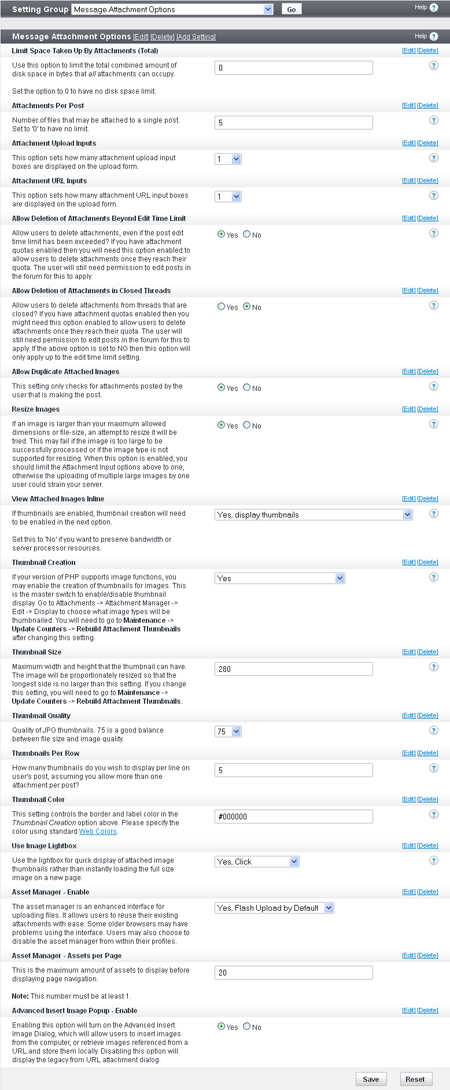 Setting Group Message Attachment Options Go Help
Message Attachment Options [Edit] [Delete] [Add Setting] Help
Limit Space Taken Up By Attachments (Total) [Edit] [Delete]
Use this option to limit the total combined amount of
disk space in bytes that all attachments can occupy.
0
Set the option to 0 to have no disk space limit.
Attachments Per Post [Edit] [Delete]
Number of files that may be attached to a single post.
Set to '0' to have no limit.
5
Attachment Upload Inputs [Edit] [Delete]
This option sets how many attachment upload input
boxes are displayed on the upload form.
1
Attachment URL Inputs [Edit] [Delete]
This option sets how many attachment URL input boxes
are displayed on the upload form.
1
Allow Deletion of Attachments Beyond Edit Time Limit [Edit] [Delete]
Allow users to delete attachments, even if the post edit
time limit has been exceeded? If you have attachment
quotas enabled then you will need this option enabled to
allow users to delete attachments once they reach their
quota. The user will still need permission to edit posts in
the forum for this to apply.
Yes No
Allow Deletion of Attachments in Closed Threads [Edit] [Delete]
Allow users to delete attachments from threads that are
closed? If you have attachment quotas enabled then you
might need this option enabled to allow users to delete
attachments once they reach their quota. The user will
still need permission to edit posts in the forum for this to
apply. If the above option is set to NO then this option will
only apply up to the edit time limit setting.
Yes No
Allow Duplicate Attached Images [Edit] [Delete]
This setting only checks for attachments posted by the
user that is making the post.
Yes No
Resize Images [Edit] [Delete]
If an image is larger than your maximum allowed
dimensions or file-size, an attempt to resize it will be
tried. This may fail if the image is too large to be
successfully processed or if the image type is not
supported for resizing. When this option is enabled, you
should limit the Attachment Input options above to one,
otherwise the uploading of multiple large images by one
user could strain your server.
Yes No
View Attached Images Inline [Edit] [Delete]
If thumbnails are enabled, thumbnail creation will need
to be enabled in the next option.
Yes, display thumbnails
Set this to 'No' if you want to preserve bandwidth or
server processor resources.
Thumbnail Creation [Edit] [Delete]
If your version of PHP supports image functions, you
may enable the creation of thumbnails for images. This
is the master switch to enable/disable thumbnail
display. Go to Attachments -> Attachment Manager ->
Edit -> Display to choose what image types will be
thumbnailed. You will need to go to Maintenance ->
Update Counters -> Rebuild Attachment Thumbnails
after changing this setting.
Yes
Thumbnail Size [Edit] [Delete]
Maximum width and height that the thumbnail can have.
The image will be proportionately resized so that the
longest side is no larger than this setting. If you change
this setting, you will need to go to Maintenance ->
Update Counters -> Rebuild Attachment Thumbnails.
280
Thumbnail Quality [Edit] [Delete]
Quality of JPG thumbnails. 75 is a good balance
between file size and image quality.
75
Thumbnails Per Row [Edit] [Delete]
How many thumbnails do you wish to display per line on
user's post, assuming you allow more than one
attachment per post?
5
Thumbnail Color [Edit] [Delete]
This setting controls the border and label color in the
Thumbnail Creation option above. Please specify the
color using standard Web Colors.
#000000
Use Image Lightbox [Edit] [Delete]
Use the lightbox for quick display of attached image
thumbnails rather than instantly loading the full size
image on a new page.
Yes, Click
Asset Manager - Enable [Edit] [Delete]
The asset manager is an enhanced interface for
uploading files. It allows users to reuse their existing
attachments with ease. Some older browsers may have
problems using the interface. Users may also choose to
disable the asset manager from within their profiles.
Yes, Flash Upload by Default
Asset Manager - Assets per Page [Edit] [Delete]
This is the maximum amount of assets to display before
displaying page navigation.
20
Note: This number must be at least 1.
Advanced Insert Image Popup - Enable [Edit] [Delete]
Enabling this option will turn on the Advanced Insert
Image Dialog, which will allow users to insert images
from the computer, or retrieve images referenced from a
URL and store them locally. Disabling this option will
display the legacy from URL attachment dialog.
Yes No
Save Reset